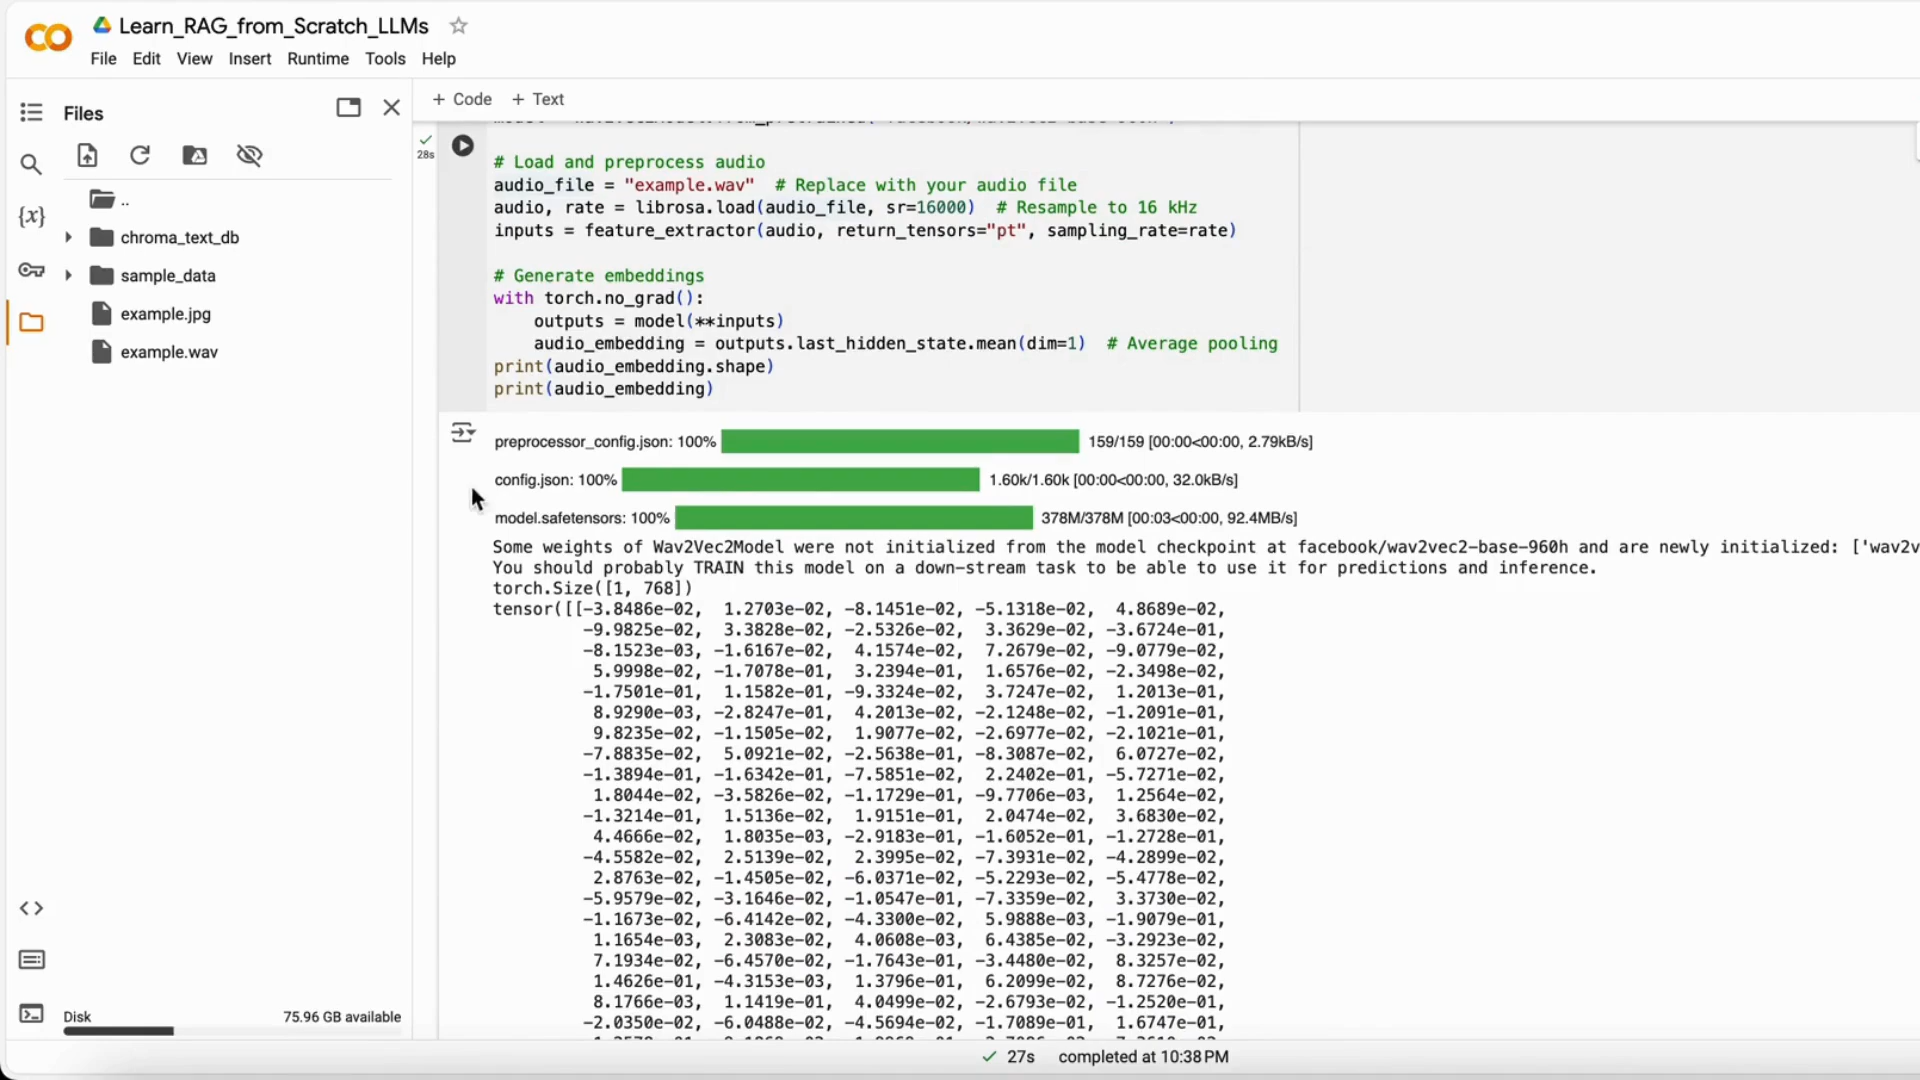 Learn_RAG_from_Scratch_LLMs
File Edit View Insert Runtime Tools Help
Files
+ Code + Text
..
chroma_text_db
sample_data
example.jpg
example.wav
Disk
75.96 GB available
28s
# Load and preprocess audio
audio_file = "example.wav"  # Replace with your audio file
audio, rate = librosa.load(audio_file, sr=16000)  # Resample to 16 kHz
inputs = feature_extractor(audio, return_tensors="pt", sampling_rate=rate)
# Generate embeddings
with torch.no_grad():
    outputs = model(**inputs)
    audio_embedding = outputs.last_hidden_state.mean(dim=1)  # Average pooling
print(audio_embedding.shape)
print(audio_embedding)
preprocessor_config.json: 100% 159/159 [00:00<00:00, 2.79kB/s]
config.json: 100% 1.60k/1.60k [00:00<00:00, 32.0kB/s]
model.safetensors: 100% 378M/378M [00:03<00:00, 92.4MB/s]
Some weights of Wav2Vec2Model were not initialized from the model checkpoint at facebook/wav2vec2-base-960h and are newly initialized: ['wav2v
You should probably TRAIN this model on a down-stream task to be able to use it for predictions and inference.
torch.Size([1, 768])
tensor([[-3.8486e-02,  1.2703e-02, -8.1451e-02, -5.1318e-02,  4.8689e-02,
-9.9825e-02,  3.3828e-02, -2.5326e-02,  3.3629e-02, -3.6724e-01,
-8.1523e-03, -1.6167e-02,  4.1574e-02,  7.2679e-02, -9.0779e-02,
5.9998e-02, -1.7078e-01,  3.2394e-01,  1.6576e-02, -2.3498e-02,
-1.7501e-01,  1.1582e-01, -9.3324e-02,  3.7247e-02,  1.2013e-01,
8.9290e-03, -2.8247e-01,  4.2013e-02, -2.1248e-02, -1.2091e-01,
9.8235e-02, -1.1505e-02,  1.9077e-02, -2.6977e-02, -2.1021e-01,
-7.8835e-02,  5.0921e-02, -2.5638e-01, -8.3087e-02,  6.0727e-02,
-1.3894e-01, -1.6342e-01, -7.5851e-02,  2.2402e-01, -5.7271e-02,
1.8044e-02, -3.5826e-02, -1.1729e-01, -9.7706e-03,  1.2564e-02,
-1.3214e-01,  1.5136e-02,  1.9151e-01,  2.0474e-02,  3.6830e-02,
4.4666e-02,  1.8035e-03, -2.9183e-01, -1.6052e-01, -1.2728e-01,
-4.5582e-02,  2.5139e-02,  2.3995e-02, -7.3931e-02, -4.2899e-02,
2.8763e-02, -1.4505e-02, -6.0371e-02, -5.2293e-02, -5.4778e-02,
-5.9579e-02, -3.1646e-02, -1.0547e-01, -7.3359e-02,  3.3730e-02,
-1.1673e-02, -6.4142e-02, -4.3300e-02,  5.9888e-03, -1.9079e-01,
1.1654e-03,  2.3083e-02,  4.0608e-03,  6.4385e-02, -3.2923e-02,
7.1934e-02, -6.4570e-02, -1.7643e-01, -3.4480e-02,  8.3257e-02,
1.4626e-01, -4.3153e-03,  1.3796e-01,  6.2099e-02,  8.7276e-02,
8.1766e-03,  1.1419e-01,  4.0499e-02, -2.6793e-02, -1.2520e-01,
-2.0350e-02, -6.0488e-02, -4.5694e-02, -1.7089e-01,  1.6747e-01,
27s completed at 10:38 PM